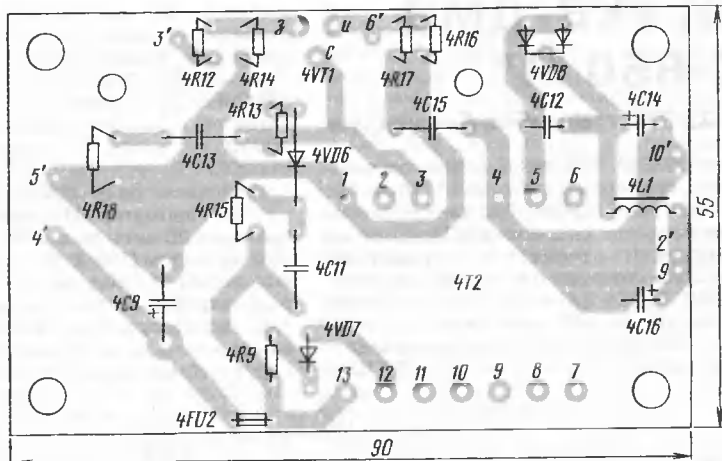 3' з и 6'
4R12 4R14 4VT1 с 4R17 4R16 4VD8
4R13 4C15 4C12 4C14
4C13 4VD6 10'
5' 4R18 4R15 1 2 3 4 5 6 4L1
4' 2'
4C11 4T2 9
4C9 4C16
4R9 4VD7 13 12 11 10 9 8 7
4FU2
90
55